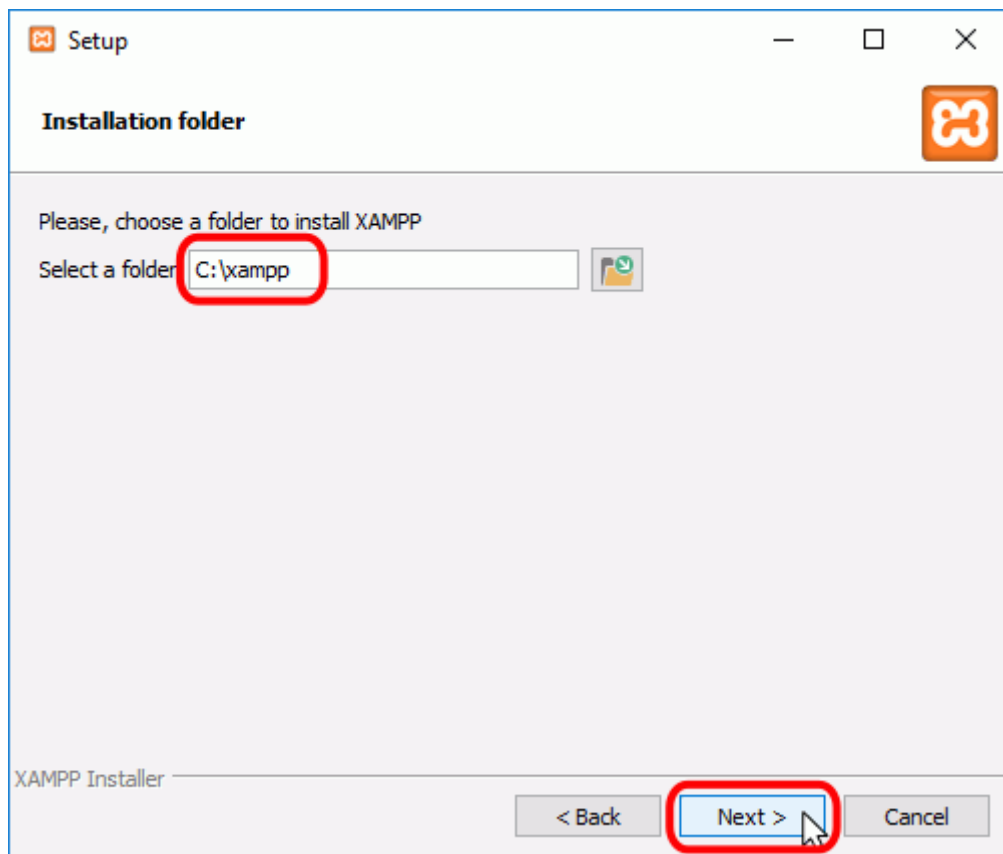 Setup
Installation folder
Please, choose a folder to install XAMPP
Select a folder C:\xampp
XAMPP Installer
< Back Next > Cancel